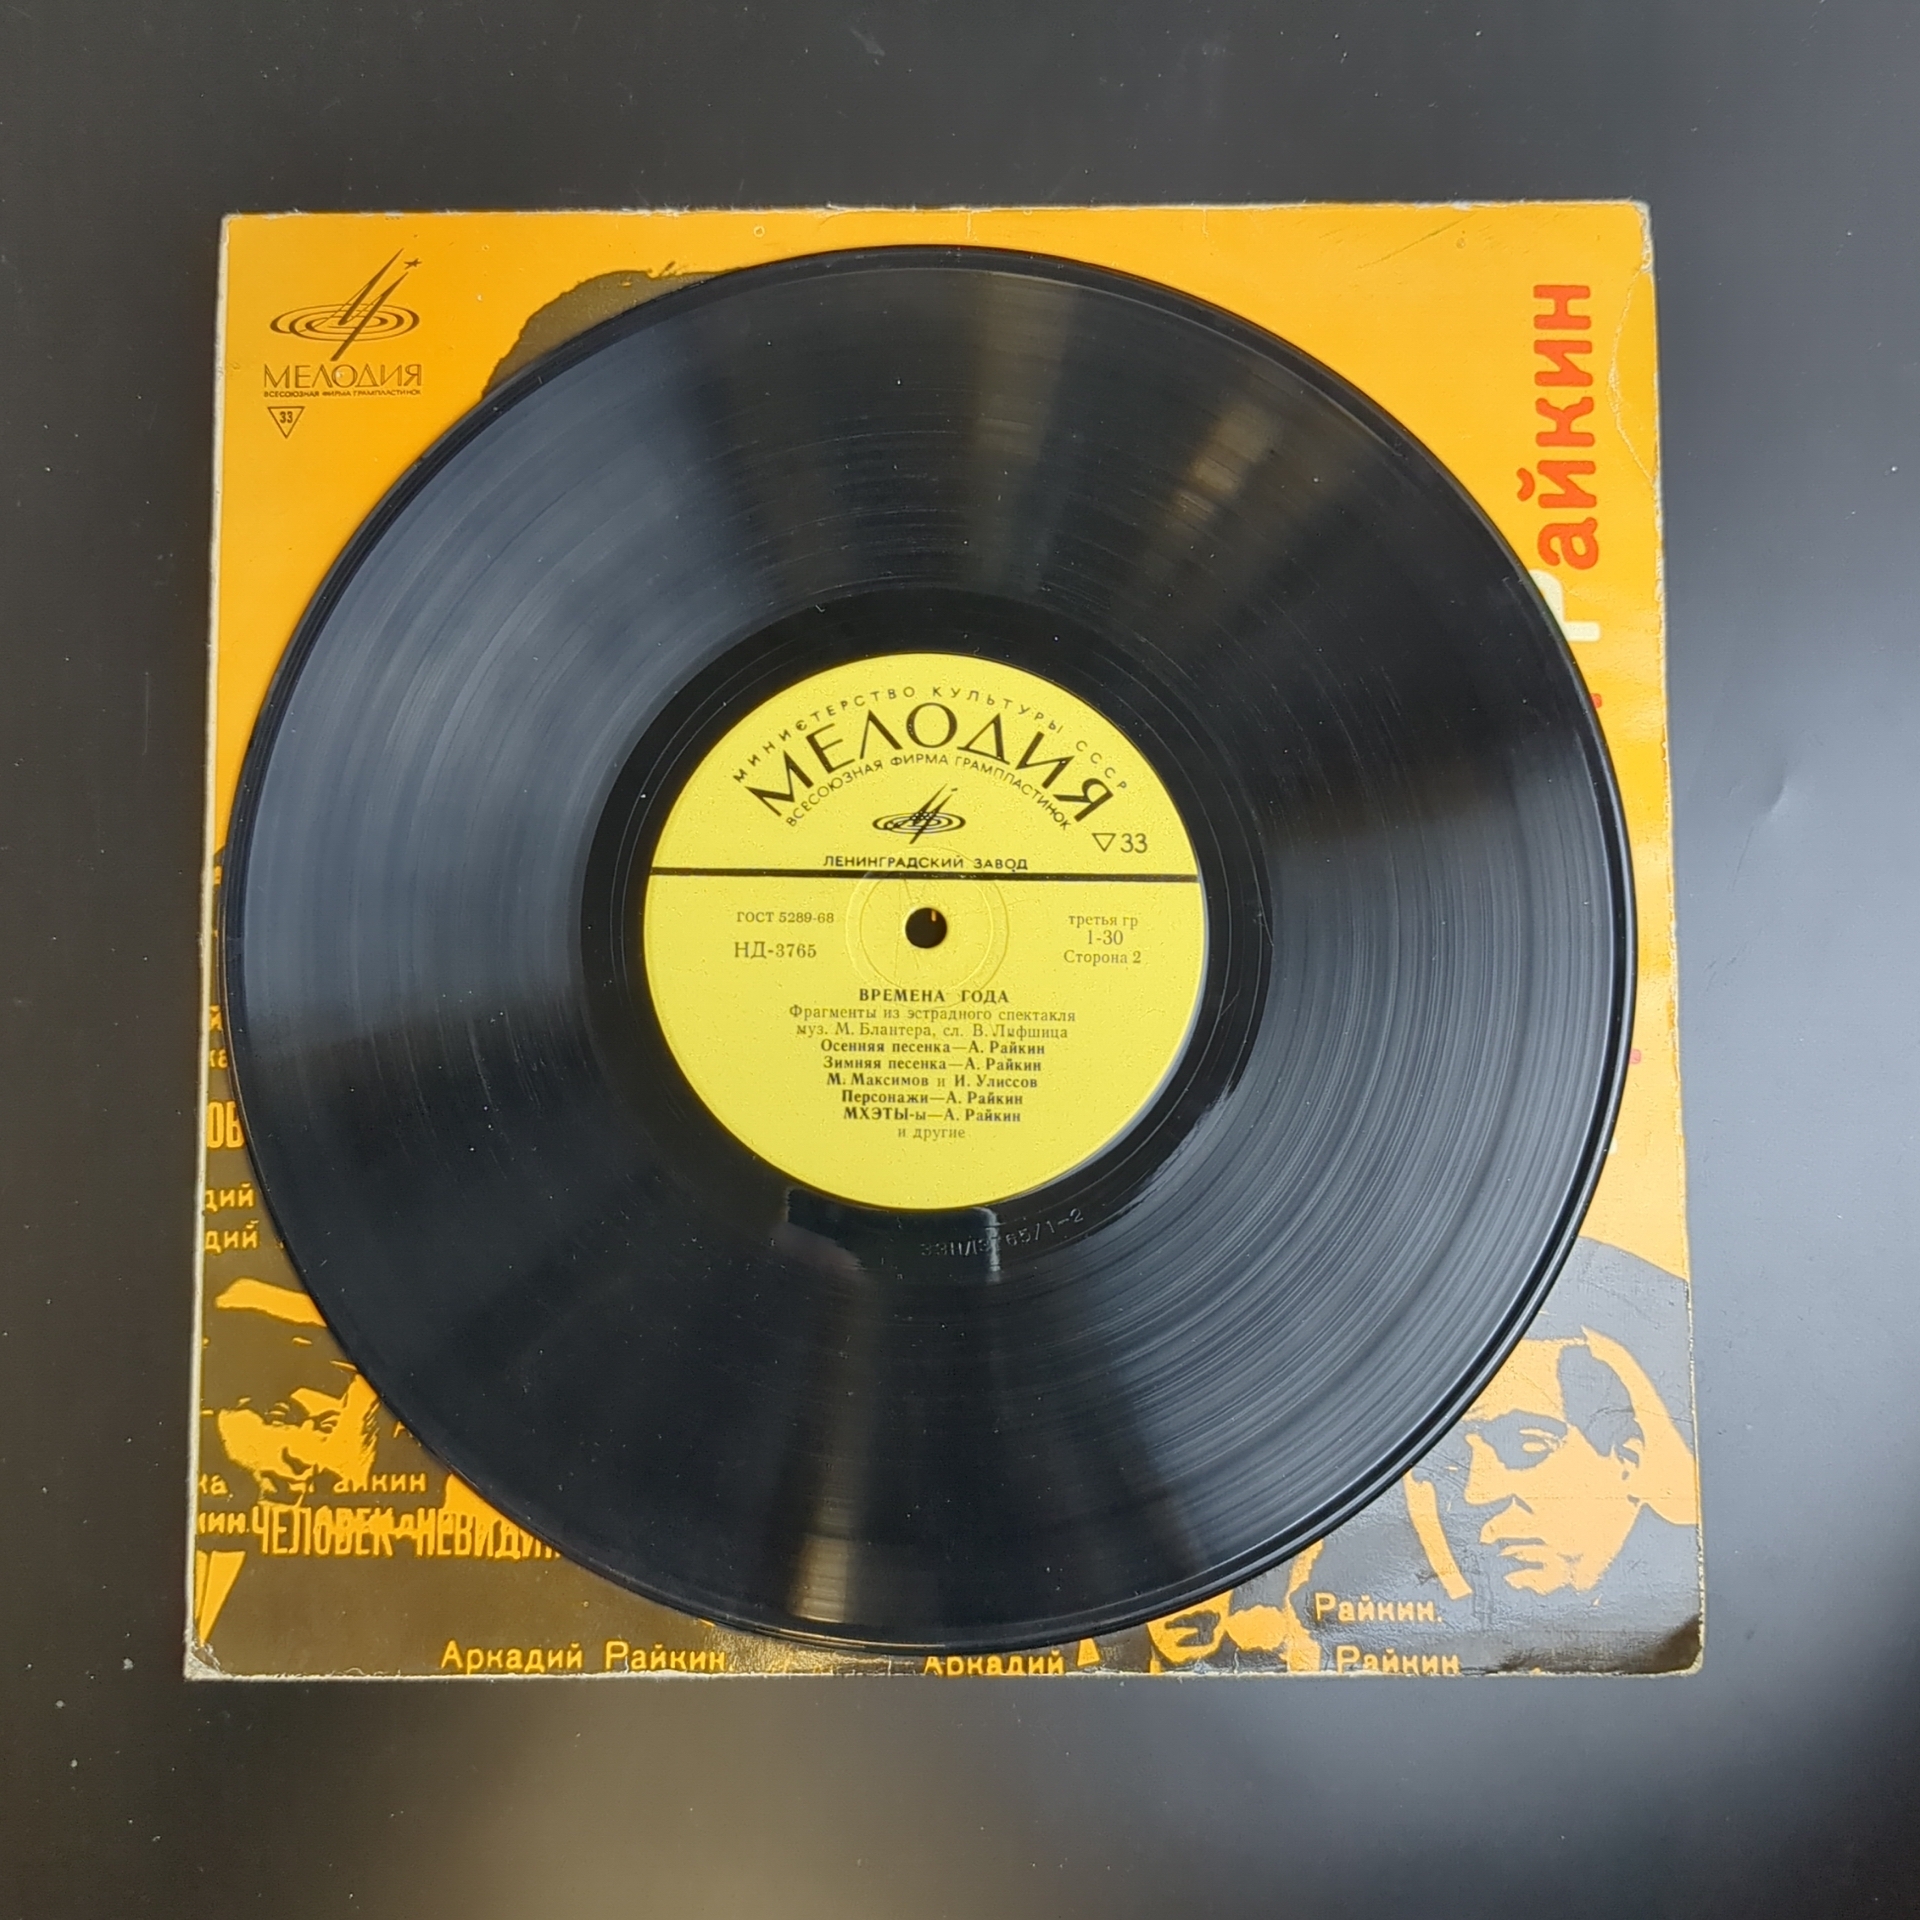 МЕЛОДИЯ
ВСЕСОЮЗНАЯ ФИРМА ГРАМПЛАСТИНОК
33
Райкин
МИНИСТЕРСТВО КУЛЬТУРЫ СССР
МЕЛОДИЯ
ВСЕСОЮЗНАЯ ФИРМА ГРАМПЛАСТИНОК
33
ЛЕНИНГРАДСКИЙ ЗАВОД
ГОСТ 5289-68
НД-3765
третья гр
1-30
Сторона 2
ВРЕМЕНА ГОДА
Фрагменты из эстрадного спектакля
муз. М. Блантера, сл. В. Лифшица
Осенняя песенка—А. Райкин
Зимняя песенка—А. Райкин
М. Максимов и И. Улиссов
Персонажи—А. Райкин
МХЭТЫ-ы—А. Райкин
и другие
дий
дий
Райкин
ЧЕЛОВЕК-НЕВИДИ
Аркадий Райкин
Аркадий
Райкин.
Райкин